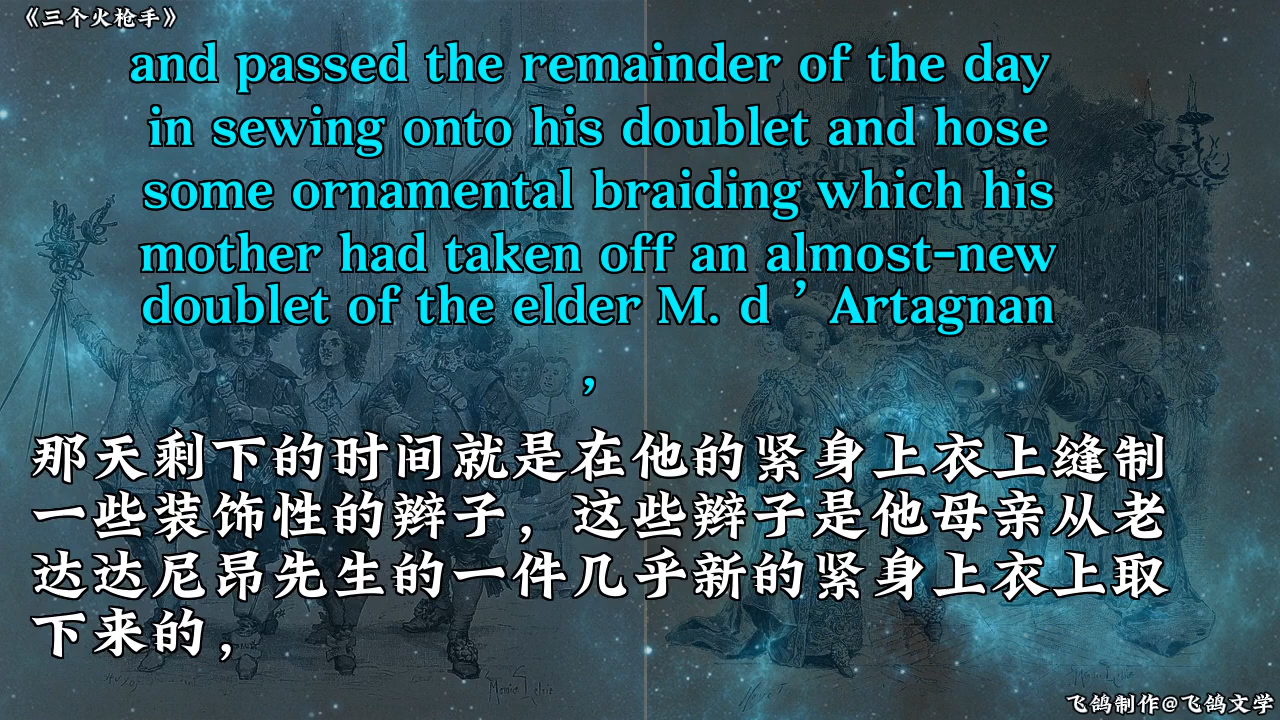 《三个火枪手》
and passed the remainder of the day
in sewing onto his doublet and hose
some ornamental braiding which his
mother had taken off an almost-new
doublet of the elder M. d ’ Artagnan
,
那天剩下的时间就是在他的紧身上衣上缝制
一些装饰性的辫子，这些辫子是他母亲从老
达达尼昂先生的一件几乎新的紧身上衣上取
下来的，
飞鸽制作@飞鸽文学